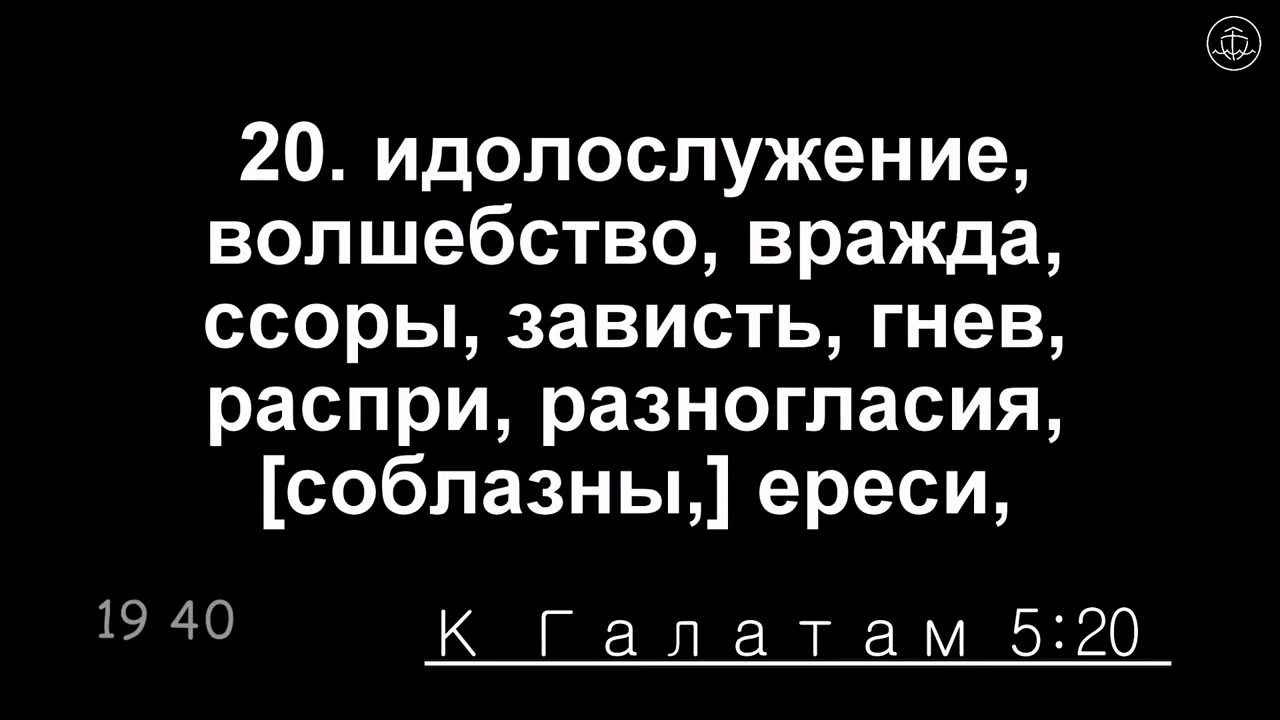 20. идолослужение,
волшебство, вражда,
ссоры, зависть, гнев,
распри, разногласия,
[соблазны,] ереси,
19 40
К Галатам 5:20